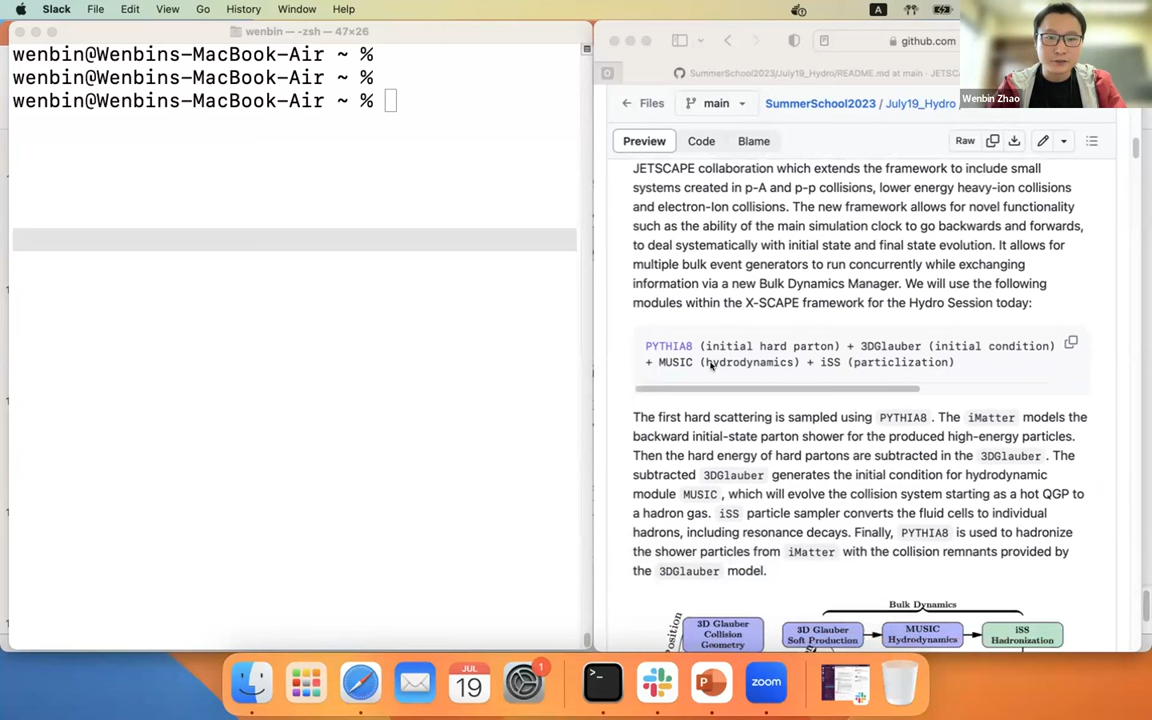 Slack File Edit View Go History Window Help
A
wenbin — -zsh — 47×26
wenbin@Wenbins-MacBook-Air ~ %
wenbin@Wenbins-MacBook-Air ~ %
wenbin@Wenbins-MacBook-Air ~ %
github.com
SummerSchool2023/July19_Hydro/README.md at main · JETSC
Wenbin Zhao
Files main SummerSchool2023 / July19_Hydro
Preview Code Blame Raw
JETSCAPE collaboration which extends the framework to include small
systems created in p-A and p-p collisions, lower energy heavy-ion collisions
and electron-Ion collisions. The new framework allows for novel functionality
such as the ability of the main simulation clock to go backwards and forwards,
to deal systematically with initial state and final state evolution. It allows for
multiple bulk event generators to run concurrently while exchanging
information via a new Bulk Dynamics Manager. We will use the following
modules within the X-SCAPE framework for the Hydro Session today:
PYTHIA8 (initial hard parton) + 3DGlauber (initial condition)
+ MUSIC (hydrodynamics) + iSS (particlization)
The first hard scattering is sampled using PYTHIA8 . The iMatter models the
backward initial-state parton shower for the produced high-energy particles.
Then the hard energy of hard partons are subtracted in the 3DGlauber . The
subtracted 3DGlauber generates the initial condition for hydrodynamic
module MUSIC , which will evolve the collision system starting as a hot QGP to
a hadron gas. iSS particle sampler converts the fluid cells to individual
hadrons, including resonance decays. Finally, PYTHIA8 is used to hadronize
the shower particles from iMatter with the collision remnants provided by
the 3DGlauber model.
Bulk Dynamics
Position
3D Glauber
Collision
Geometry
3D Glauber
Soft Production
MUSIC
Hydrodynamics
iSS
Hadronization
JUL
19
1
zoom